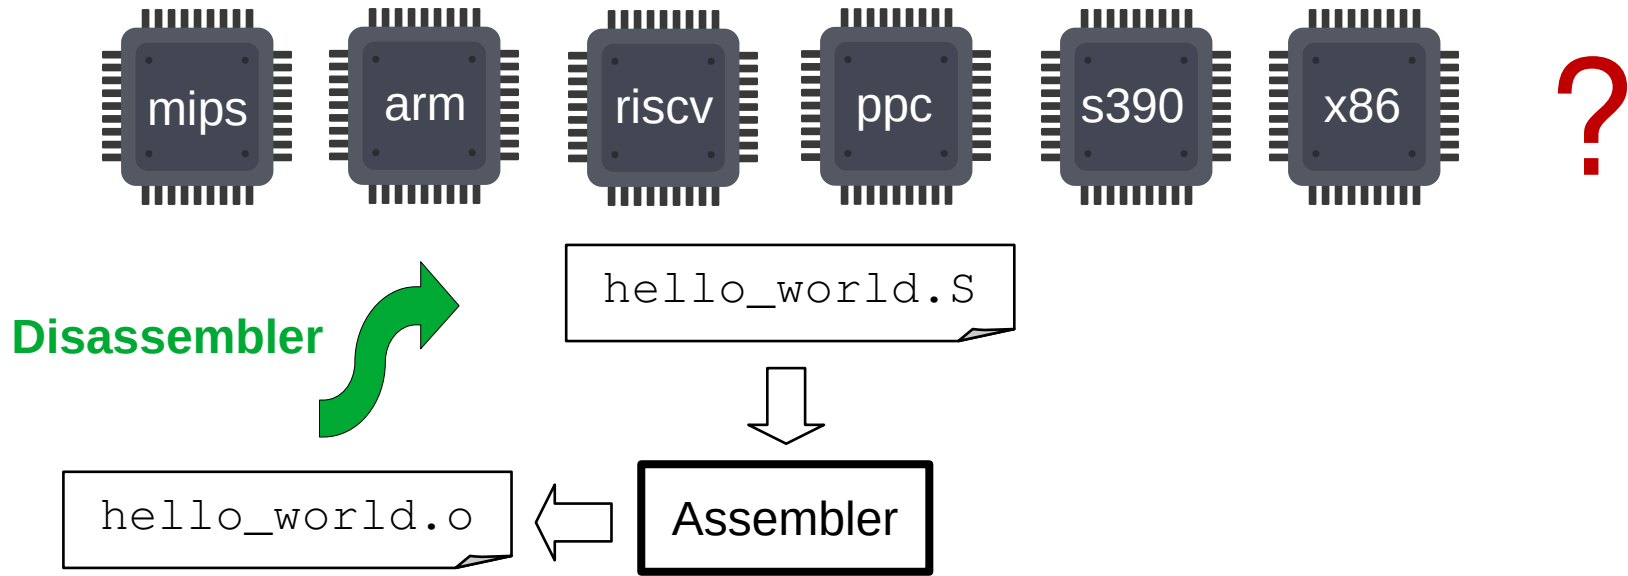 mips
arm
riscv
ppc
s390
x86
?
hello_world.S
Disassembler
hello_world.o
Assembler